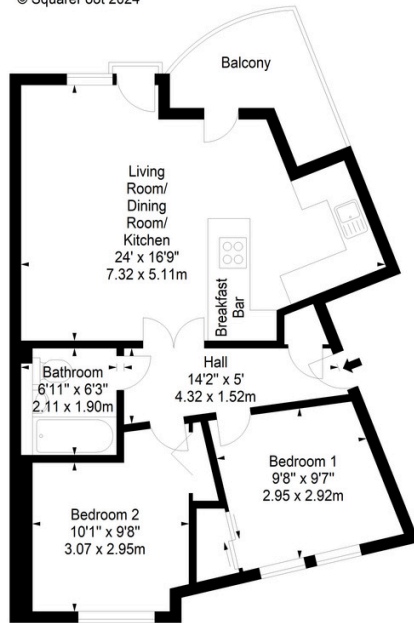 © SquareFoot 2024
Balcony
Living
Room/
Dining
Room/
Kitchen
24' x 16'9"
7.32 x 5.11m
Breakfast
Bar
Bathroom
6'11" x 6'3"
2.11 x 1.90m
Hall
14'2" x 5'
4.32 x 1.52m
Bedroom 1
9'8" x 9'7"
2.95 x 2.92m
Bedroom 2
10'1" x 9'8"
3.07 x 2.95m